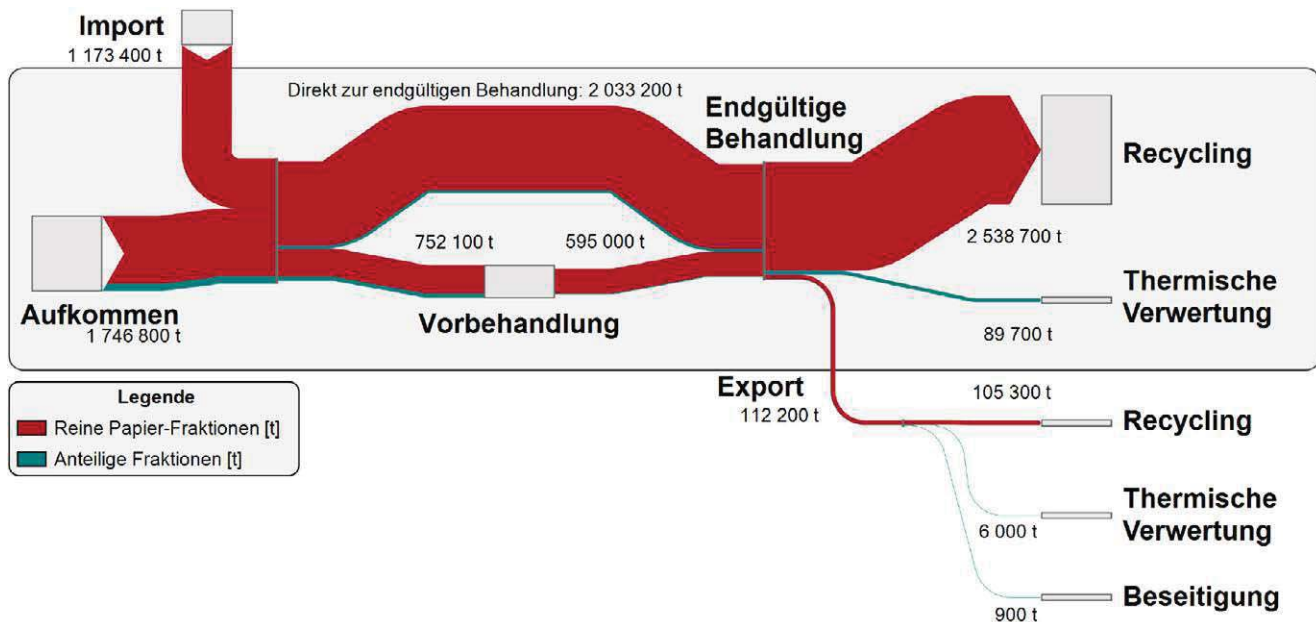 Import
1 173 400 t
Direkt zur endgültigen Behandlung: 2 033 200 t
Endgültige
Behandlung
Recycling
2 538 700 t
752 100 t
595 000 t
Aufkommen
1 746 800 t
Vorbehandlung
Thermische
Verwertung
89 700 t
Legende
Reine Papier-Fraktionen [t]
Anteilige Fraktionen [t]
Export
112 200 t
105 300 t
Recycling
Thermische
Verwertung
6 000 t
Beseitigung
900 t